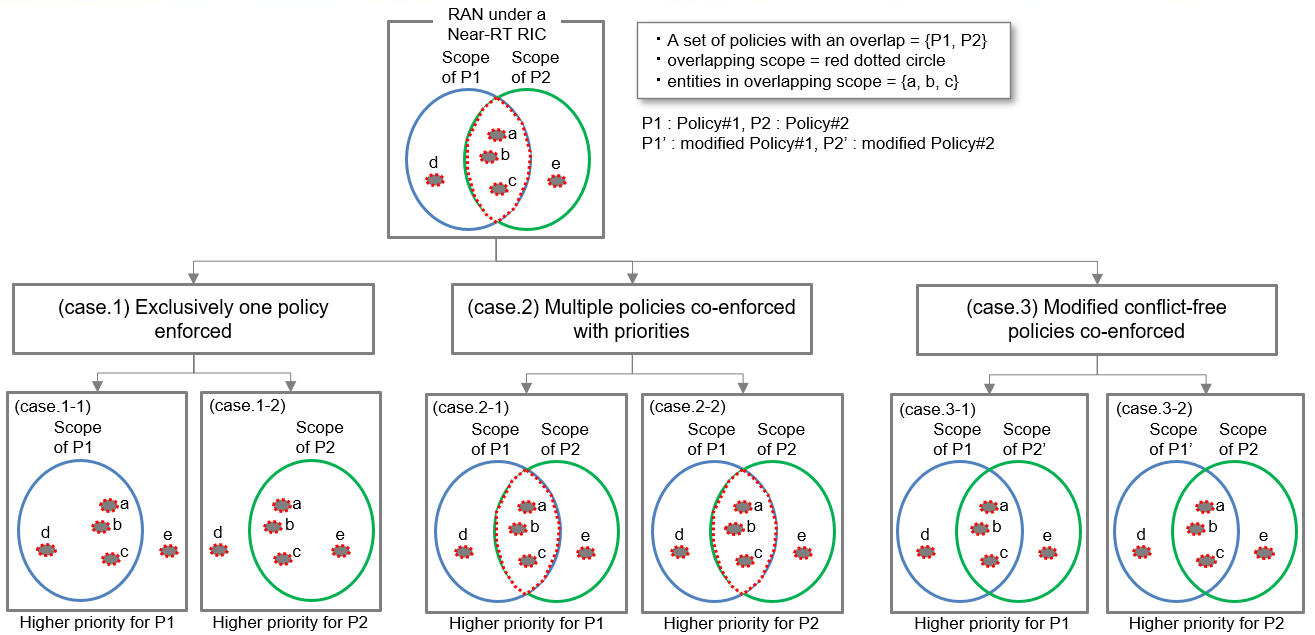 RAN under a
Near-RT RIC
Scope
of P1
Scope
of P2
a
b
c
d
e
・A set of policies with an overlap = {P1, P2}
・overlapping scope = red dotted circle
・entities in overlapping scope = {a, b, c}
P1 : Policy#1, P2 : Policy#2
P1’ : modified Policy#1, P2’ : modified Policy#2
(case.1) Exclusively one policy
enforced
(case.2) Multiple policies co-enforced
with priorities
(case.3) Modified conflict-free
policies co-enforced
(case.1-1)
Scope
of P1
a
b
c
d
e
Higher priority for P1
(case.1-2)
Scope
of P2
a
b
c
d
e
Higher priority for P2
(case.2-1)
Scope
of P1
Scope
of P2
a
b
c
d
e
Higher priority for P1
(case.2-2)
Scope
of P1
Scope
of P2
a
b
c
d
e
Higher priority for P2
(case.3-1)
Scope
of P1
Scope
of P2’
a
b
c
d
e
Higher priority for P1
(case.3-2)
Scope
of P1’
Scope
of P2
a
b
c
d
e
Higher priority for P2